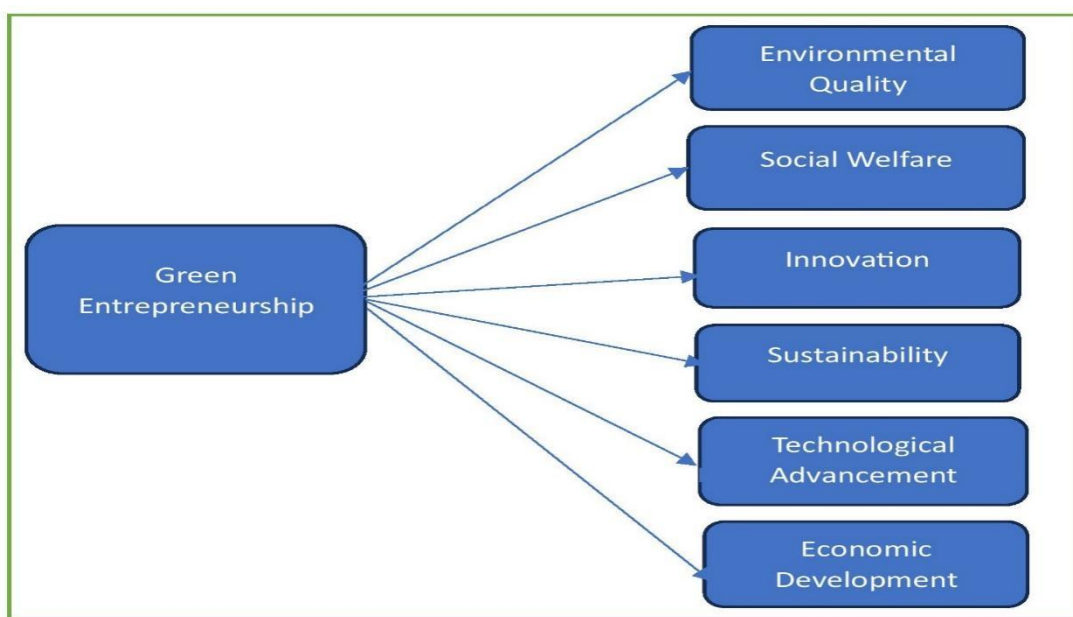 Green
Entrepreneurship
Environmental
Quality
Social Welfare
Innovation
Sustainability
Technological
Advancement
Economic
Development